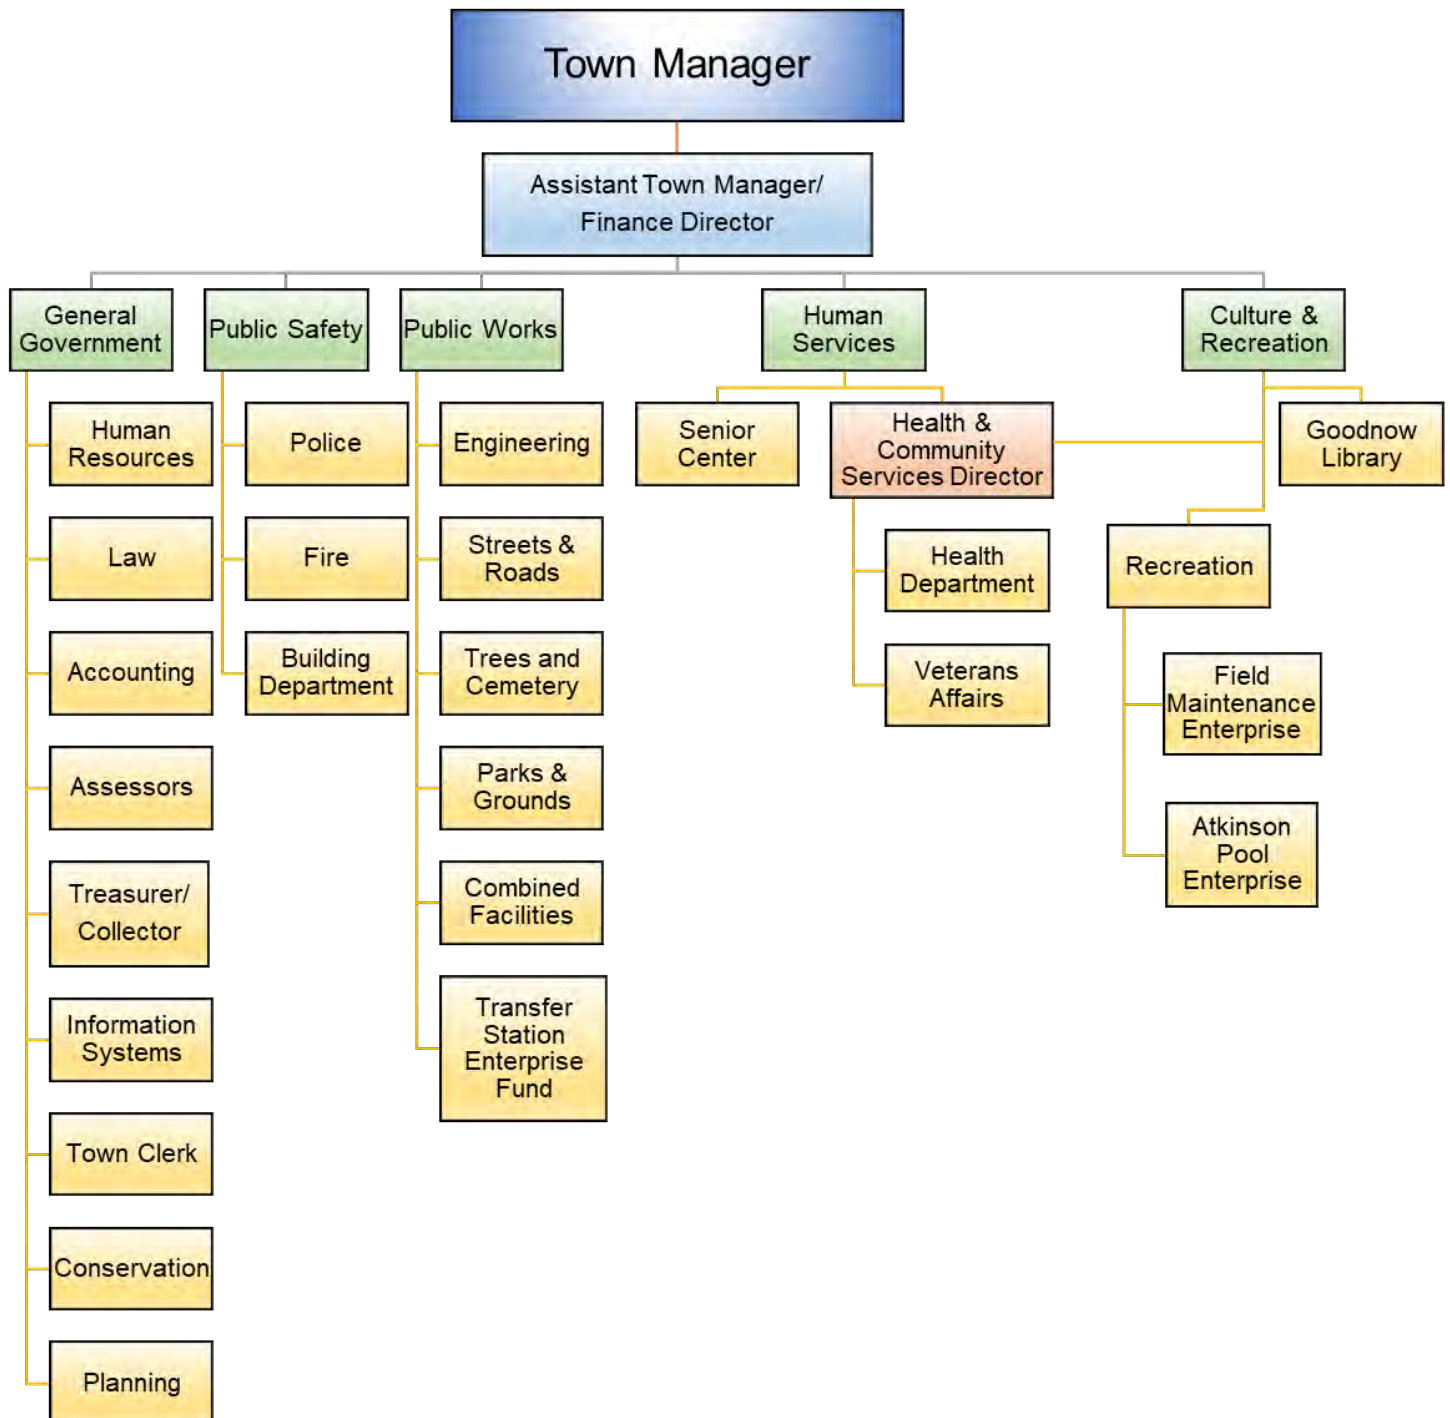 Town Manager
Assistant Town Manager/
Finance Director
General
Government
Public Safety
Public Works
Human
Services
Culture &
Recreation
Human
Resources
Law
Accounting
Assessors
Treasurer/
Collector
Information
Systems
Town Clerk
Conservation
Planning
Police
Fire
Building
Department
Engineering
Streets &
Roads
Trees and
Cemetery
Parks &
Grounds
Combined
Facilities
Transfer
Station
Enterprise
Fund
Senior
Center
Health &
Community
Services Director
Health
Department
Veterans
Affairs
Goodnow
Library
Recreation
Field
Maintenance
Enterprise
Atkinson
Pool
Enterprise